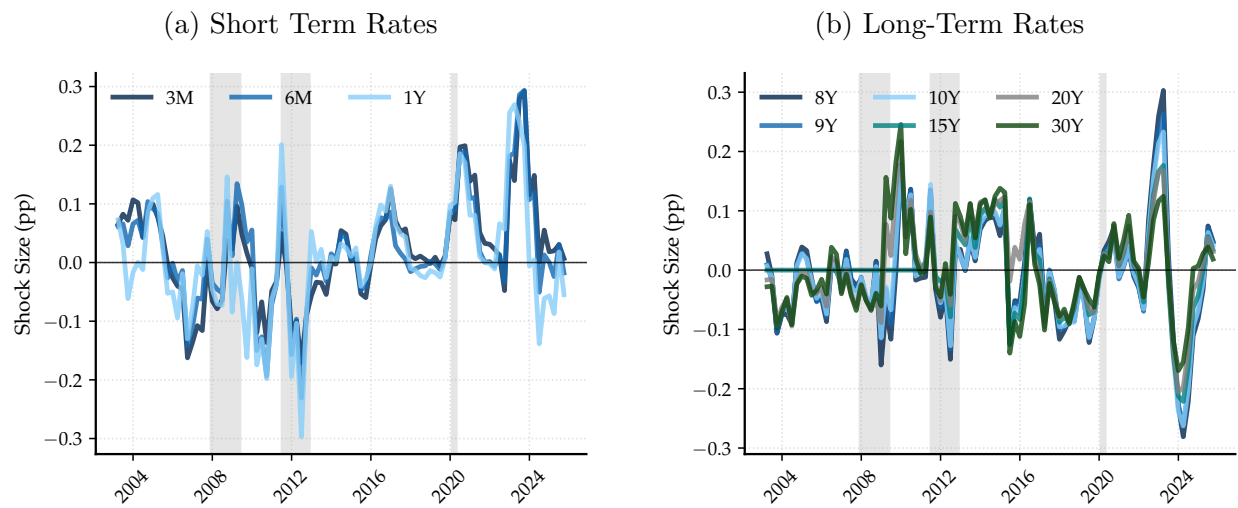 (a) Short Term Rates
Shock Size (pp)
3M 6M 1Y
0.3
0.2
0.1
0.0
−0.1
−0.2
−0.3
2004 2008 2012 2016 2020 2024
(b) Long-Term Rates
Shock Size (pp)
8Y 10Y 20Y
9Y 15Y 30Y
0.3
0.2
0.1
0.0
−0.1
−0.2
−0.3
2004 2008 2012 2016 2020 2024